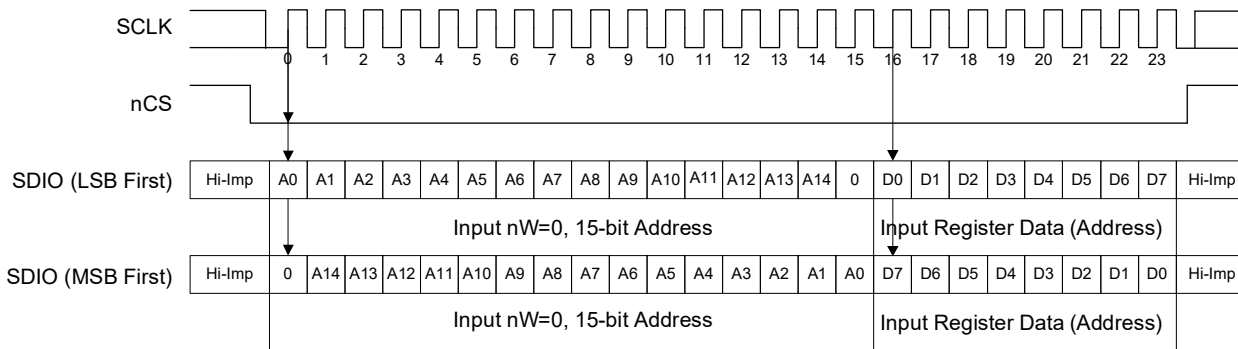 SCLK
0 1 2 3 4 5 6 7 8 9 10 11 12 13 14 15 16 17 18 19 20 21 22 23
nCS
SDIO (LSB First) Hi-Imp A0 A1 A2 A3 A4 A5 A6 A7 A8 A9 A10 A11 A12 A13 A14 0 D0 D1 D2 D3 D4 D5 D6 D7 Hi-Imp
Input nW=0, 15-bit Address Input Register Data (Address)
SDIO (MSB First) Hi-Imp 0 A14 A13 A12 A11 A10 A9 A8 A7 A6 A5 A4 A3 A2 A1 A0 D7 D6 D5 D4 D3 D2 D1 D0 Hi-Imp
Input nW=0, 15-bit Address Input Register Data (Address)